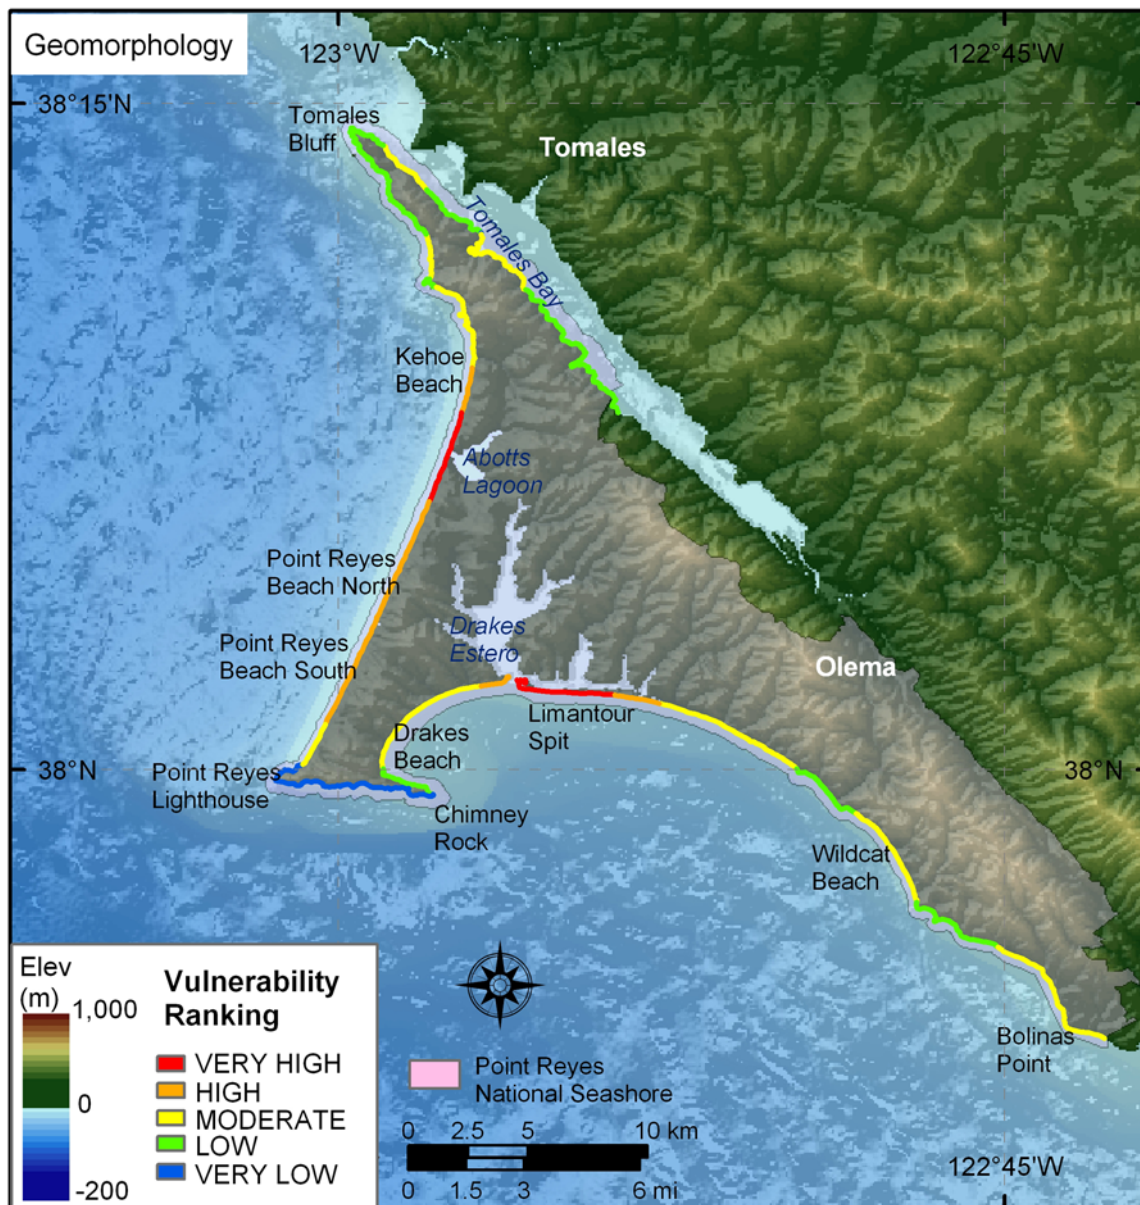 Geomorphology
123°W
122°45'W
38°15'N
Tomales
Bluff
Tomales
Tomales Bay
Kehoe
Beach
Abotts
Lagoon
Point Reyes
Beach North
Point Reyes
Beach South
Drakes
Estero
Olema
Limantour
Spit
Drakes
Beach
38°N
38°N
Point Reyes
Lighthouse
Chimney
Rock
Wildcat
Beach
Bolinas
Point
Elev
(m)
1,000
0
-200
Vulnerability
Ranking
VERY HIGH
HIGH
MODERATE
LOW
VERY LOW
Point Reyes
National Seashore
0 2.5 5 10 km
0 1.5 3 6 mi
122°45'W